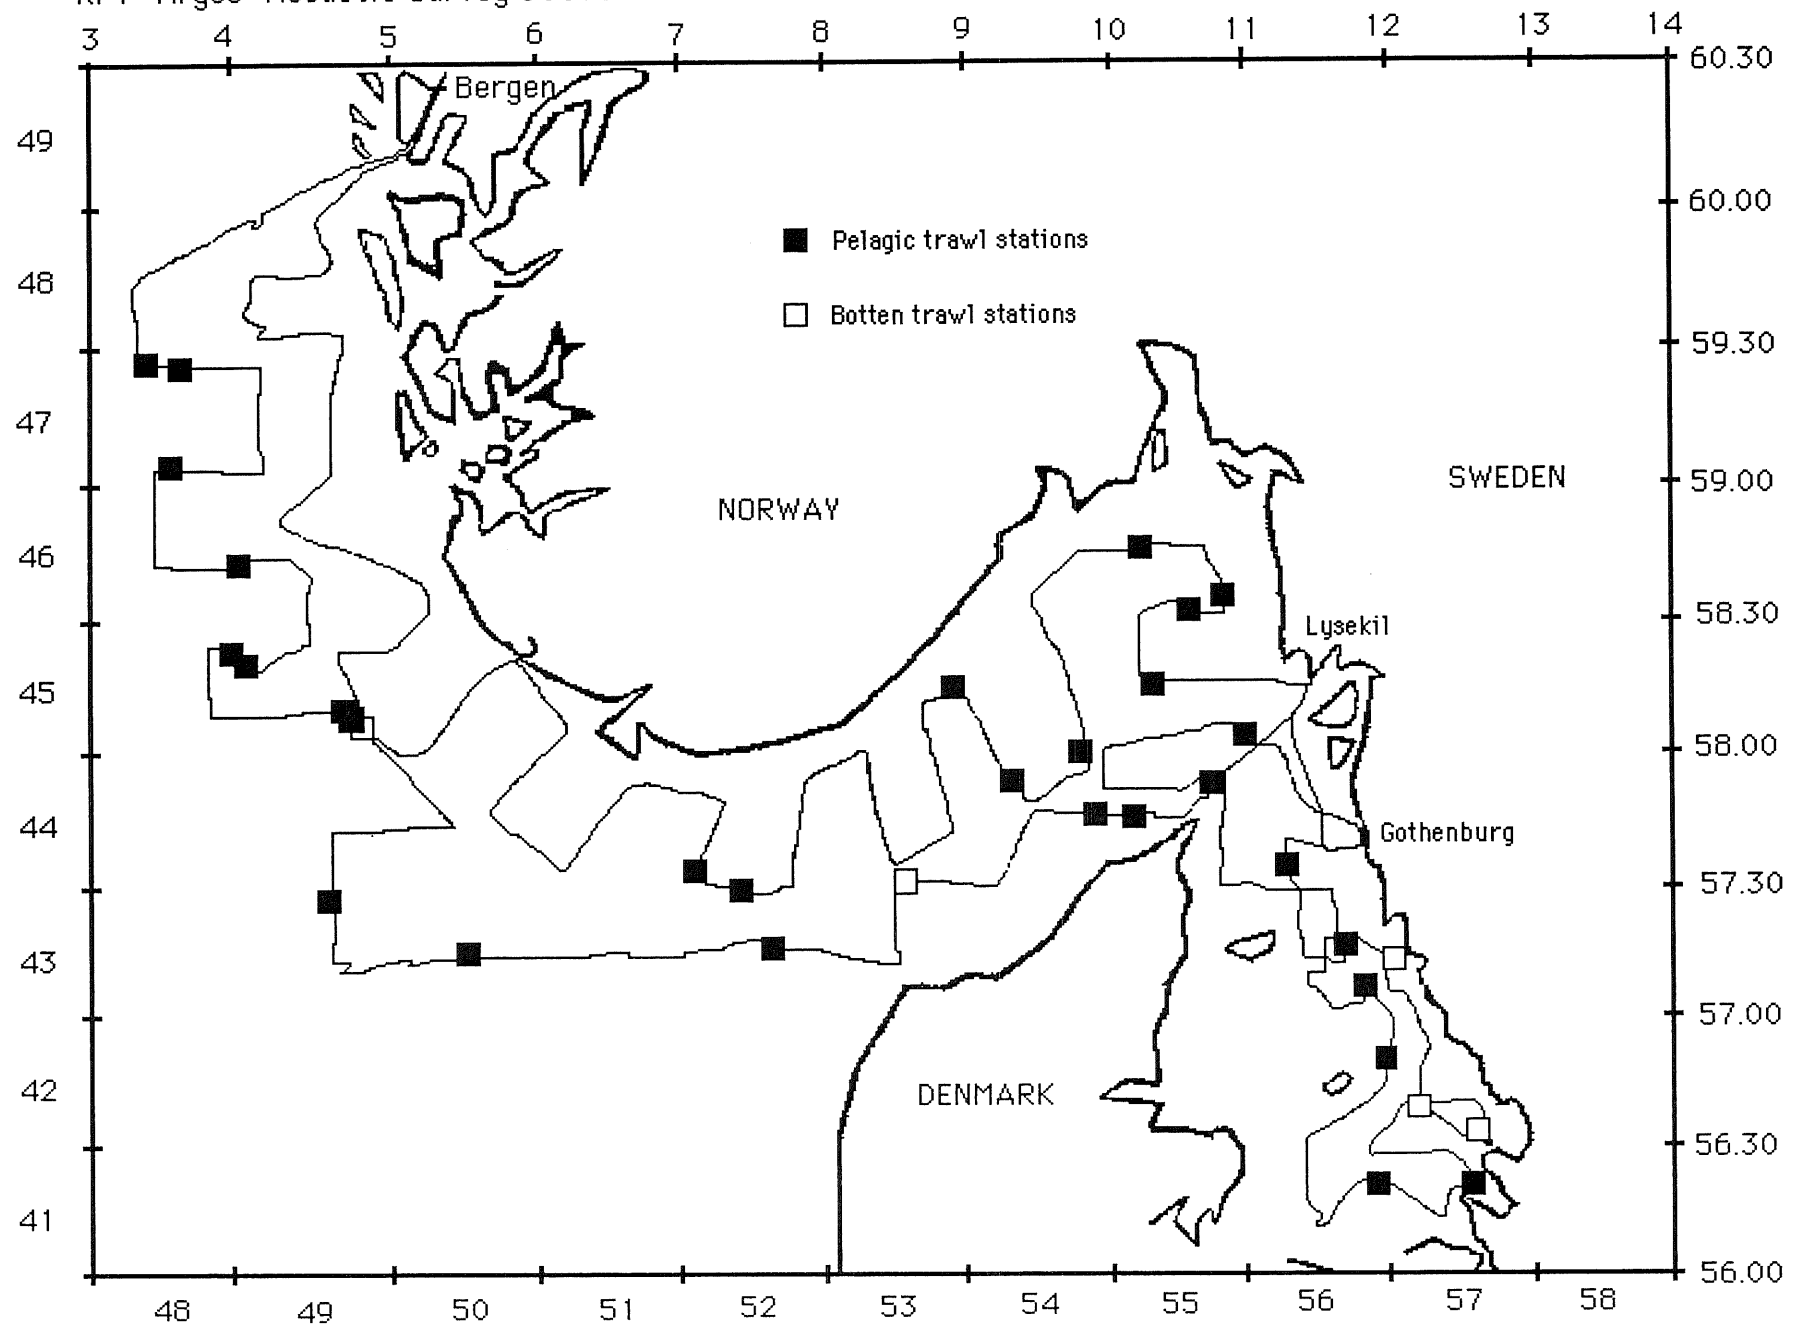 3 4 5 6 7 8 9 10 11 12 13 14
60.30
Bergen
49
60.00
Pelagic trawl stations
48
Botten trawl stations
59.30
47
SWEDEN
59.00
NORWAY
46
58.30
Lysekil
45
58.00
44
Gothenburg
57.30
43
57.00
42
DENMARK
56.30
41
56.00
48 49 50 51 52 53 54 55 56 57 58